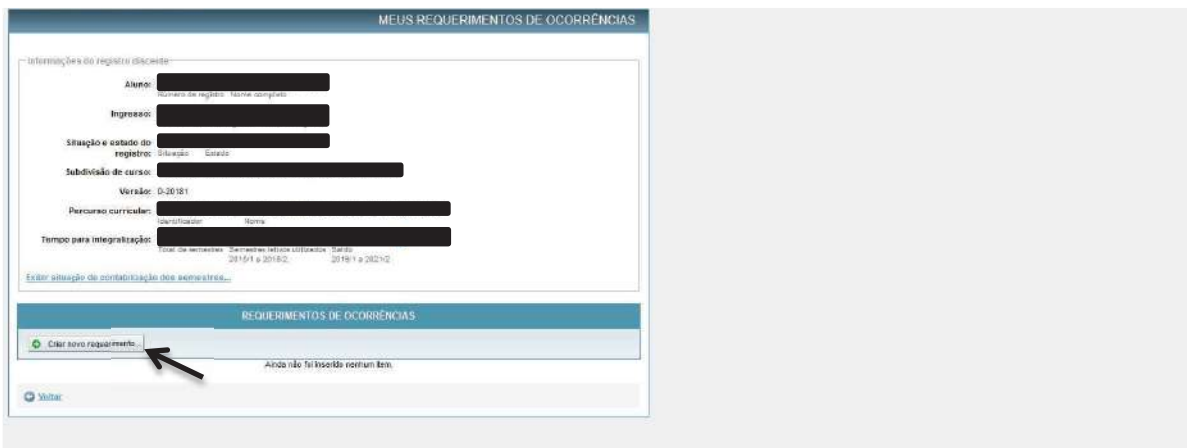 MEUS REQUERIMENTOS DE OCORRÊNCIAS
Informações do registro discente
Aluno:
Número de registro Nome completo
Ingresso:
Situação e estado do registro:
Situação Estado
Subdivisão de curso:
Versão: D-20181
Percurso curricular:
Identificador Nome
Tempo para integralização:
Total de semestres Semestres letivos utilizados Saldo
2016/1 a 2018/2 2019/1 a 2021/2
Exibir situação de contabilização dos semestres...
REQUERIMENTOS DE OCORRÊNCIAS
Criar novo requerimento...
Ainda não foi inserido nenhum item.
Voltar